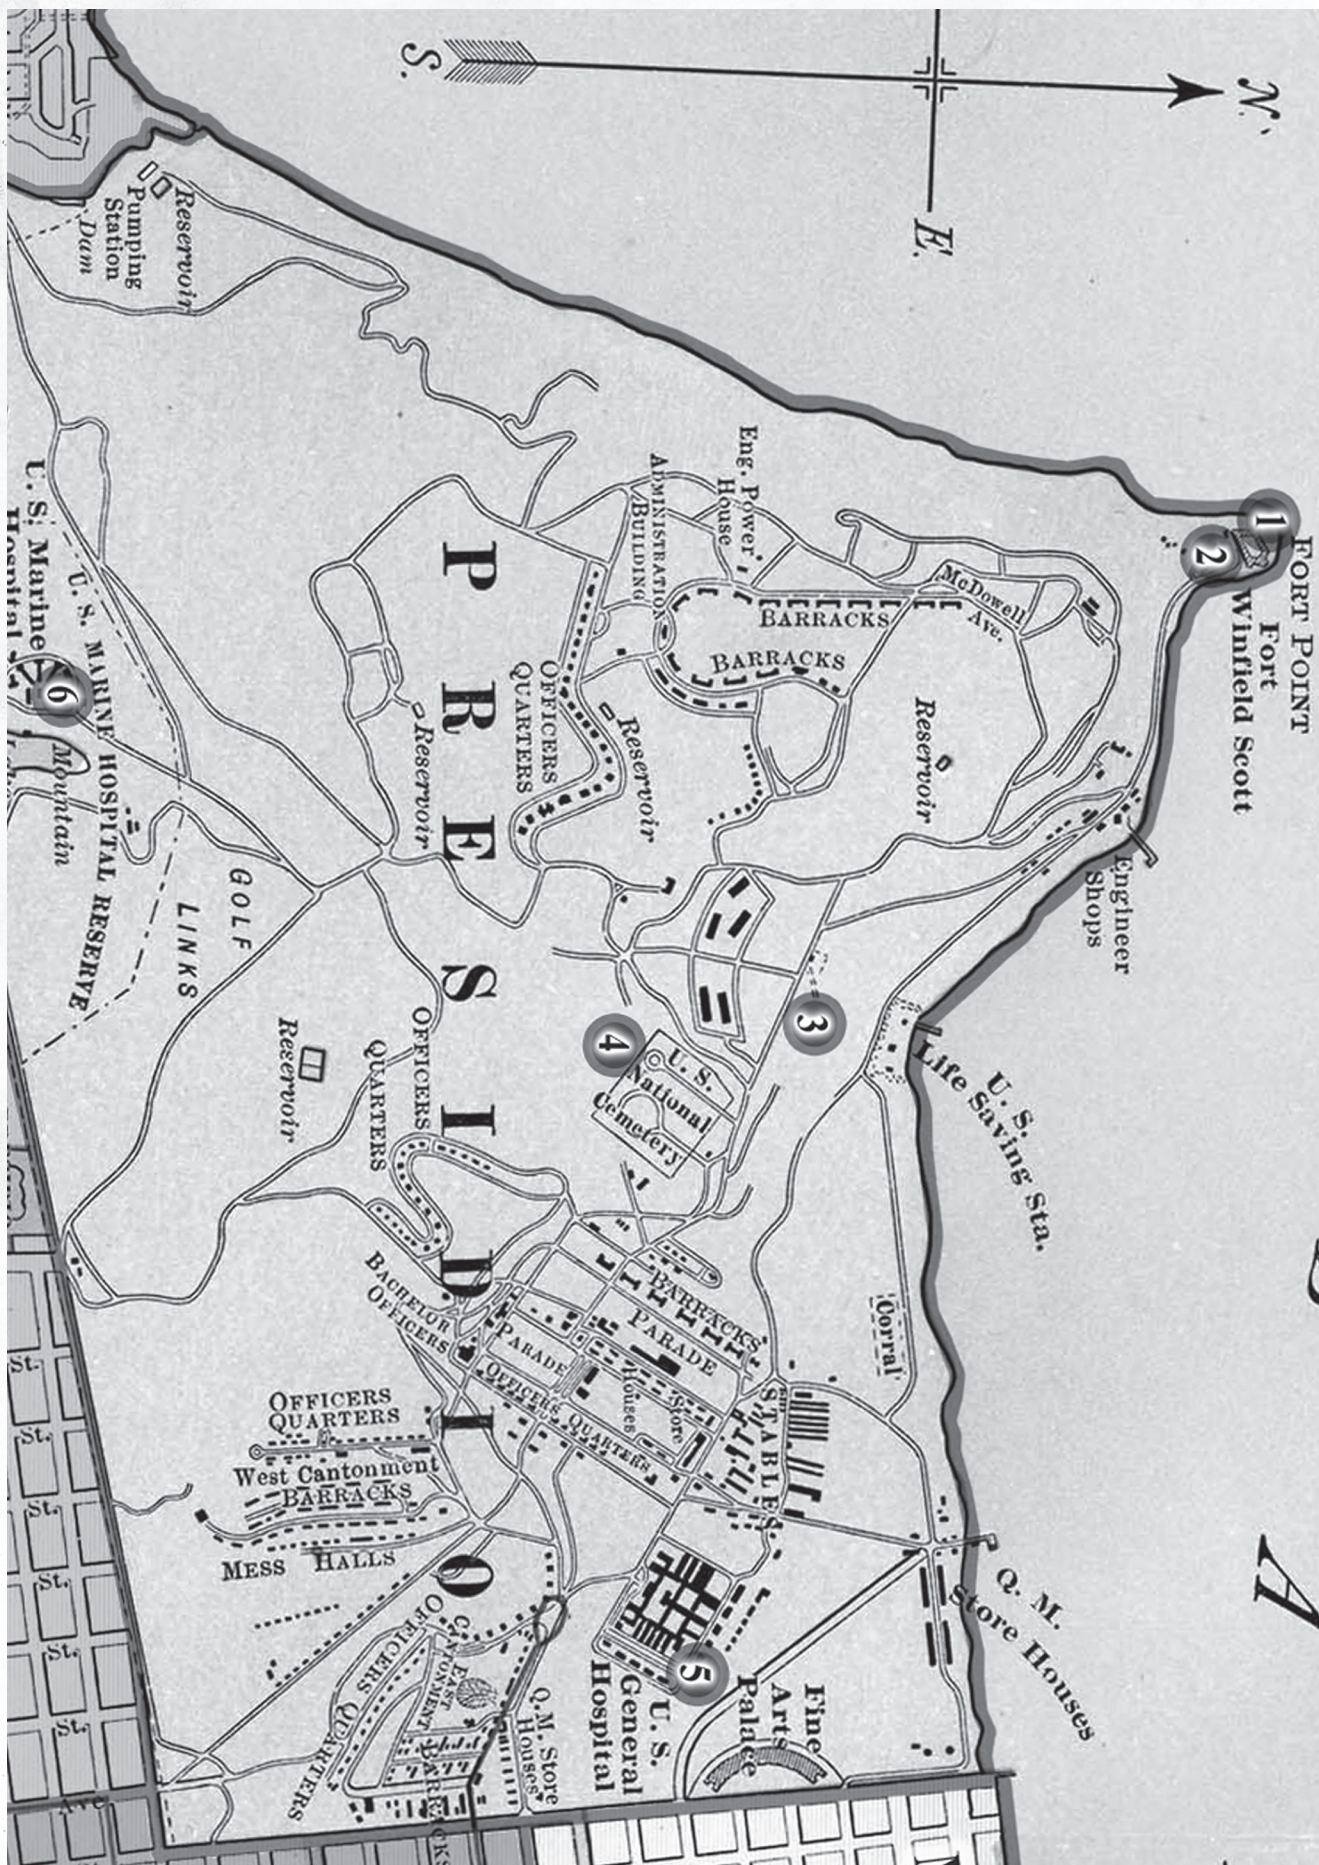 N.
S.
E.
1
FORT POINT
2
Fort
Winfield Scott
McDowell
Ave.
Eng. Power
House
ADMINISTRATION
BUILDING
BARRACKS
BARRACKS
OFFICERS
QUARTERS
Reservoir
Reservoir
Reservoir
Engineer
Shops
3
4
U. S.
National
Cemetery
U. S.
Life Saving Sta.
Corral
PRESIDIO
Reservoir
Pumping
Station
Dam
U. S. Marine
Hospital
6
Mountain
U. S. MARINE HOSPITAL RESERVE
GOLF
LINKS
Reservoir
OFFICERS
QUARTERS
BACHELOR
OFFICERS
PARADE
OFFICERS QUARTERS
BARRACKS
PARADE
Store
Houses
STABLES
OFFICERS
QUARTERS
West Cantonment
BARRACKS
MESS HALLS
Q. M.
Store Houses
5
U. S.
General
Hospital
Fine
Arts
Palace
Q. M. Store
Houses
EAST
CANTONMENT
BARRACKS
OFFICERS QUARTERS
St.
St.
St.
St.
St.
St.
Ave
A